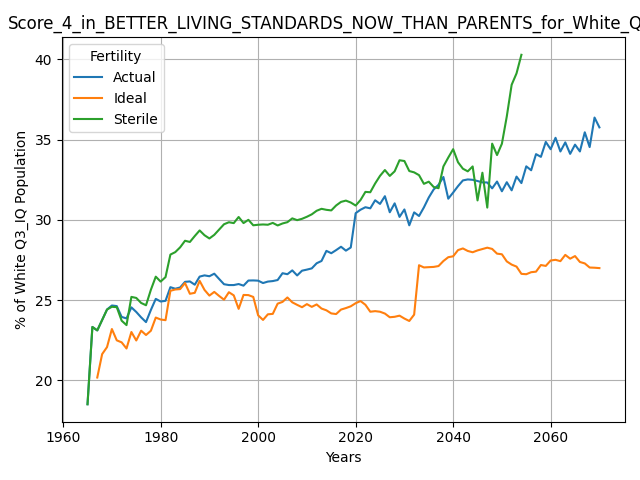 Score_4_in_BETTER_LIVING_STANDARDS_NOW_THAN_PARENTS_for_White_Q
Fertility
Actual
Ideal
Sterile
% of White Q3_IQ Population
40
35
30
25
20
1960
1980
2000
2020
2040
2060
Years